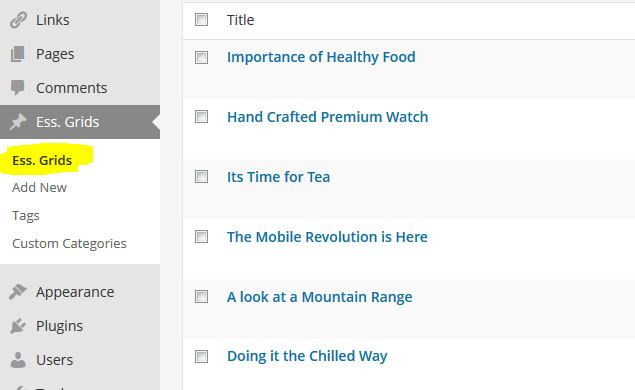 Links
Pages
Comments
Ess. Grids
Ess. Grids
Add New
Tags
Custom Categories
Appearance
Plugins
Users
Title
Importance of Healthy Food
Hand Crafted Premium Watch
Its Time for Tea
The Mobile Revolution is Here
A look at a Mountain Range
Doing it the Chilled Way